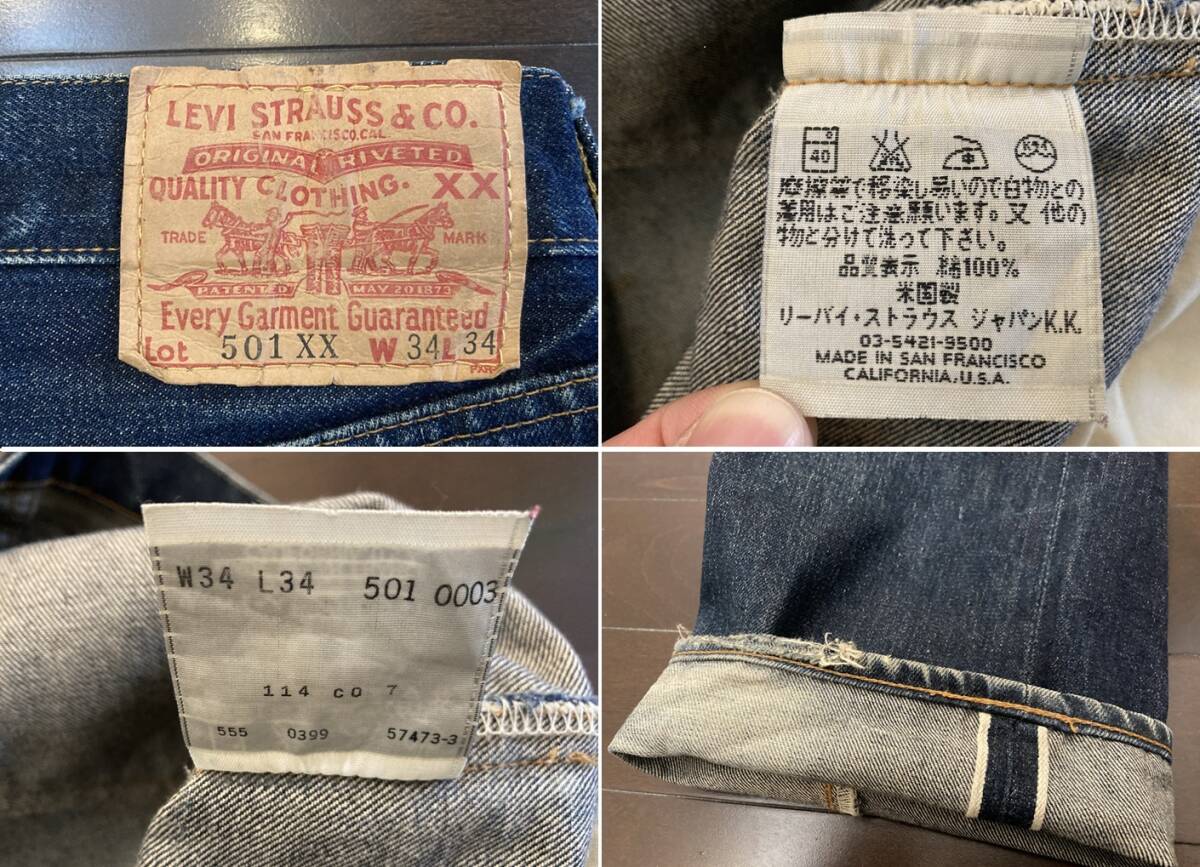 LEVI STRAUSS & CO.
SAN FRANCISCO, CAL.
ORIGINAL RIVETED
QUALITY CLOTHING. XX
TRADE MARK
PATENTED MAY 20 1873
Every Garment Guaranteed
Lot 501 XX W 34 L 34
40
摩擦等で移染し易いので白物との
着用はご注意願います。又 他の
物と分けて洗って下さい。
品質表示 綿100%
米国製
リーバイ・ストラウス ジャパンK.K.
03-5421-9500
MADE IN SAN FRANCISCO
CALIFORNIA, U.S.A.
W34 L34 501 0003
114 CO 7
555 0399 57473-3